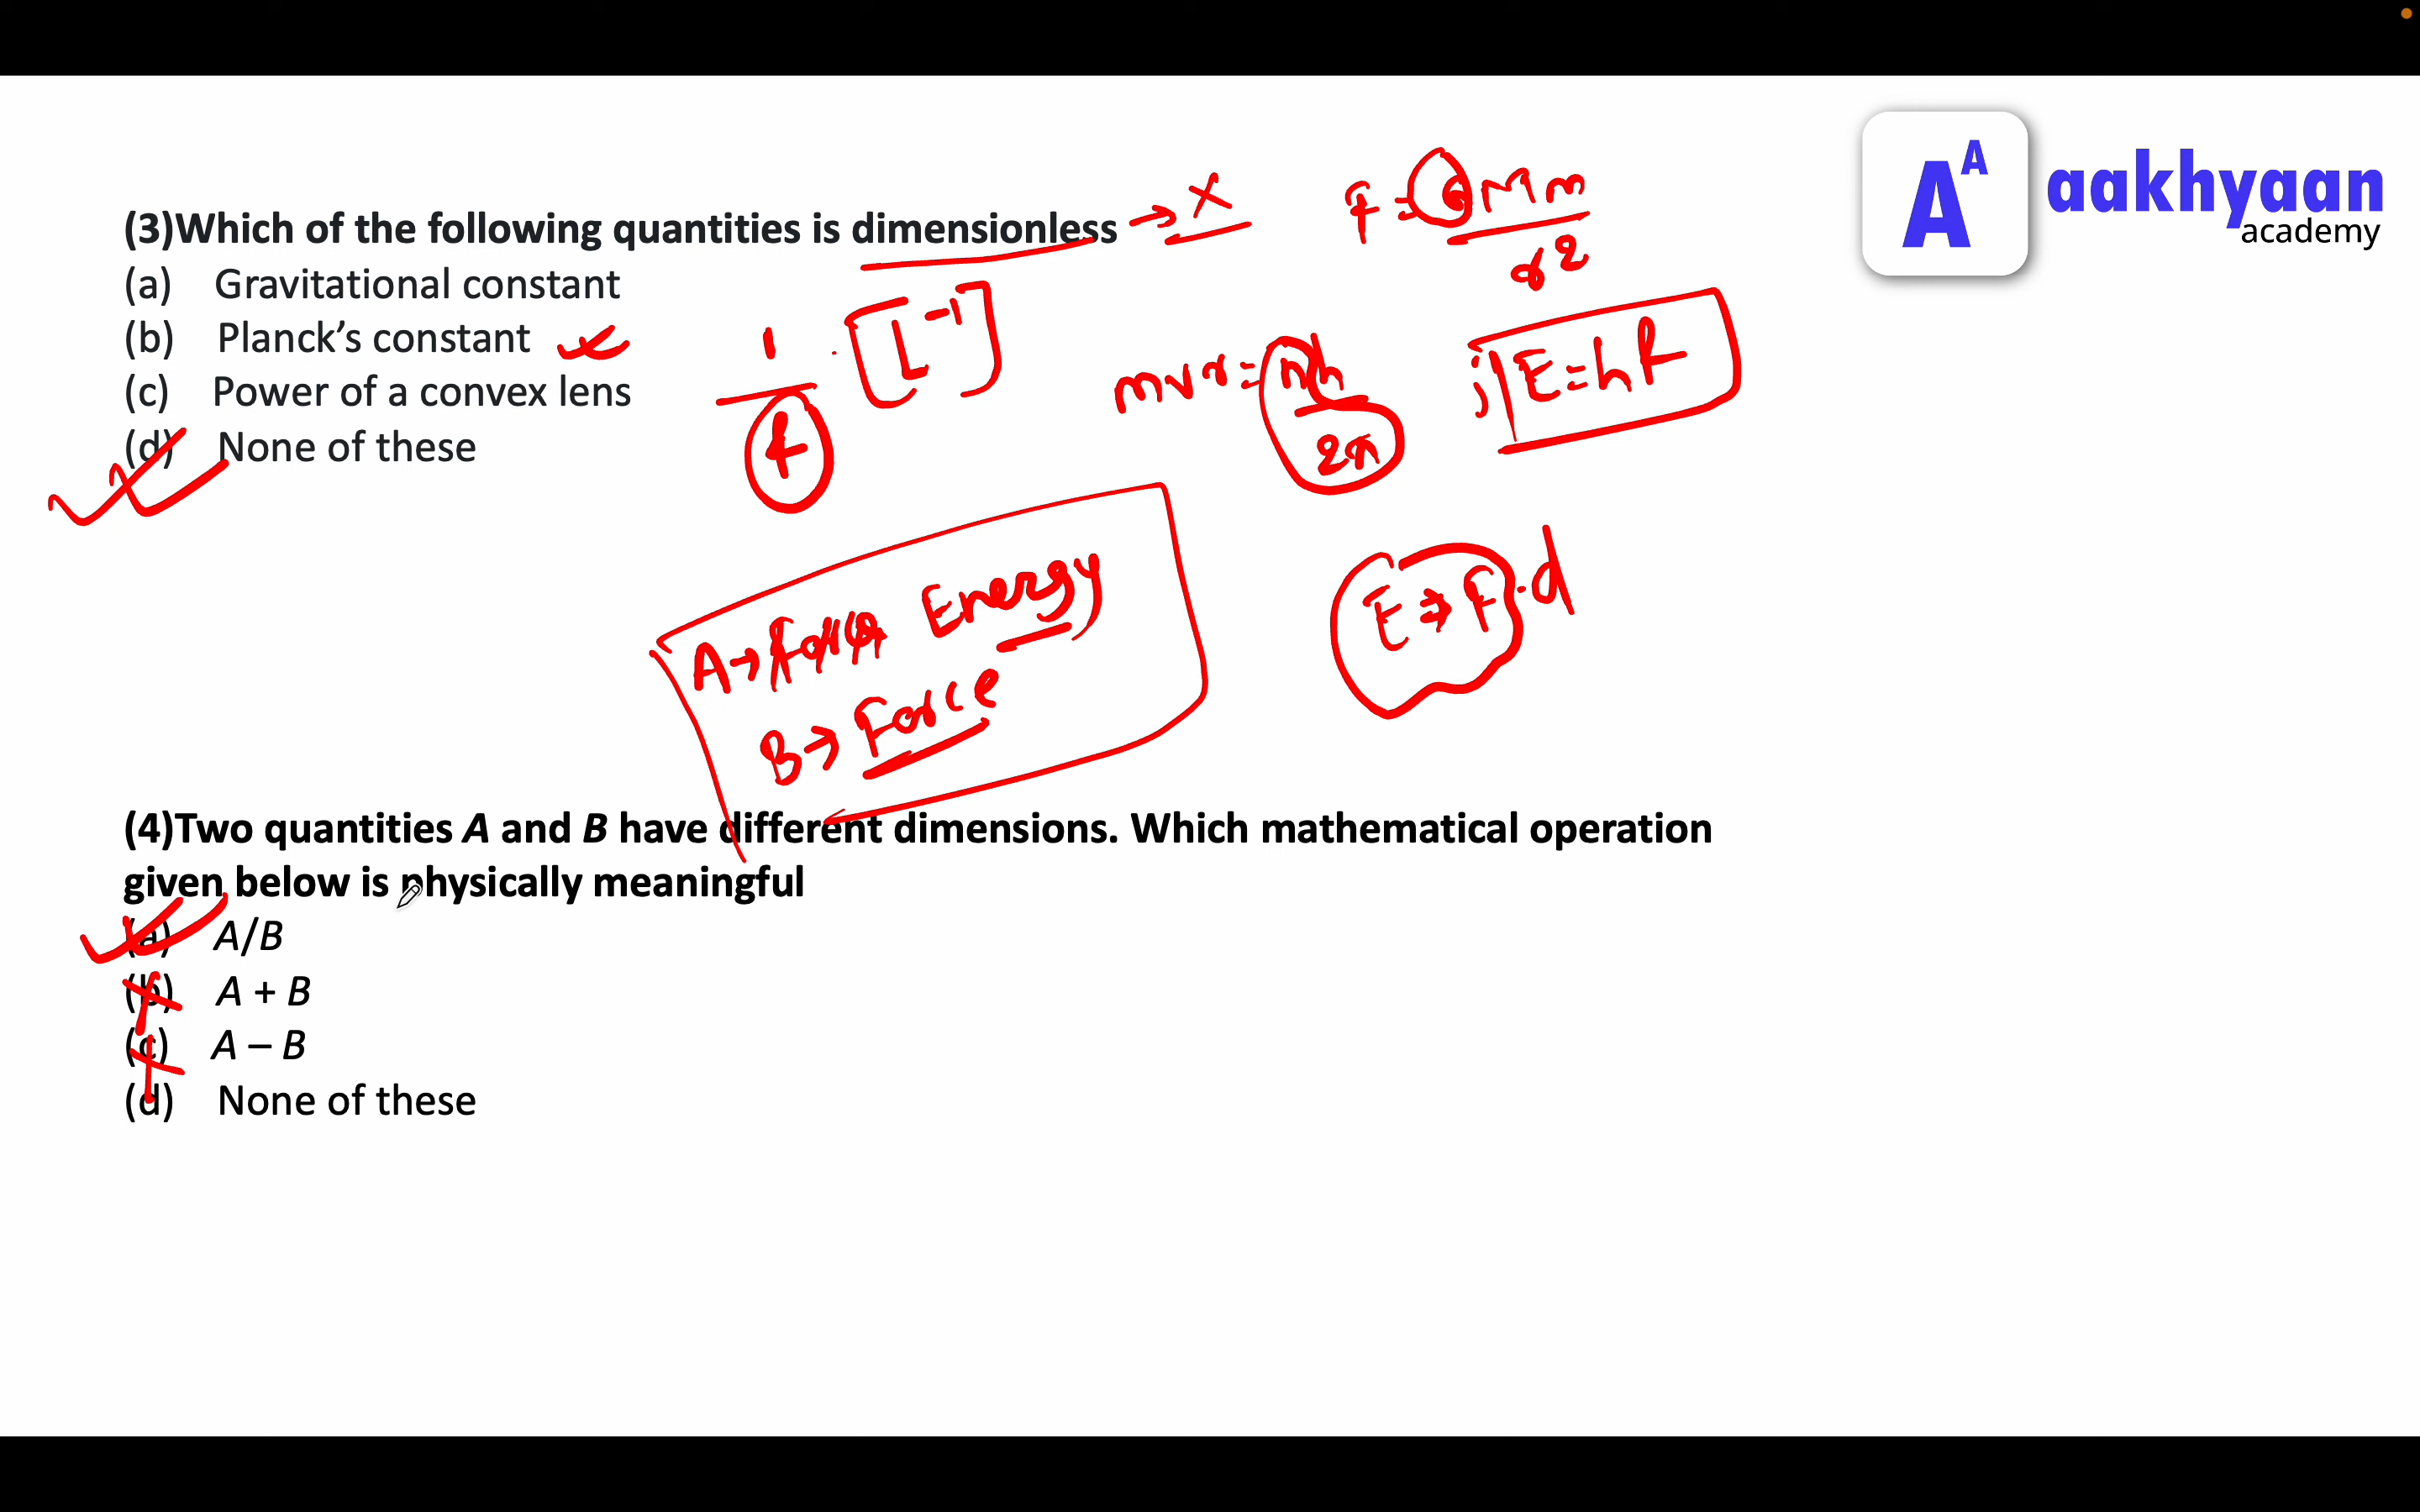 aakhyaan
academy
(3)Which of the following quantities is dimensionless → X
(a) Gravitational constant
(b) Planck's constant
(c) Power of a convex lens
(d) None of these
F = GMm / r²
1/f [L⁻¹]
mvr = nh/2π ; E = hf
A → Energy
B → Force
E → F.d
(4)Two quantities A and B have different dimensions. Which mathematical operation
given below is physically meaningful
(a) A/B
(b) A + B
(c) A – B
(d) None of these